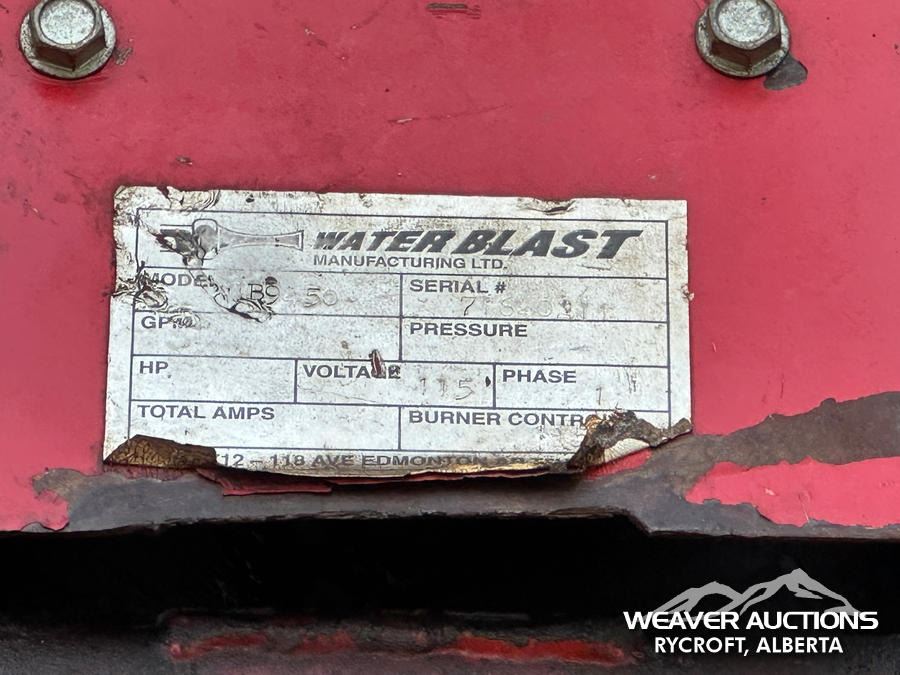 WATER BLAST
MANUFACTURING LTD.
MODEL
SERIAL #
GPM
PRESSURE
HP.
VOLTAGE 115
PHASE 1
TOTAL AMPS
BURNER
118 AVE EDMONTON
WEAVER AUCTIONS
RYCROFT, ALBERTA